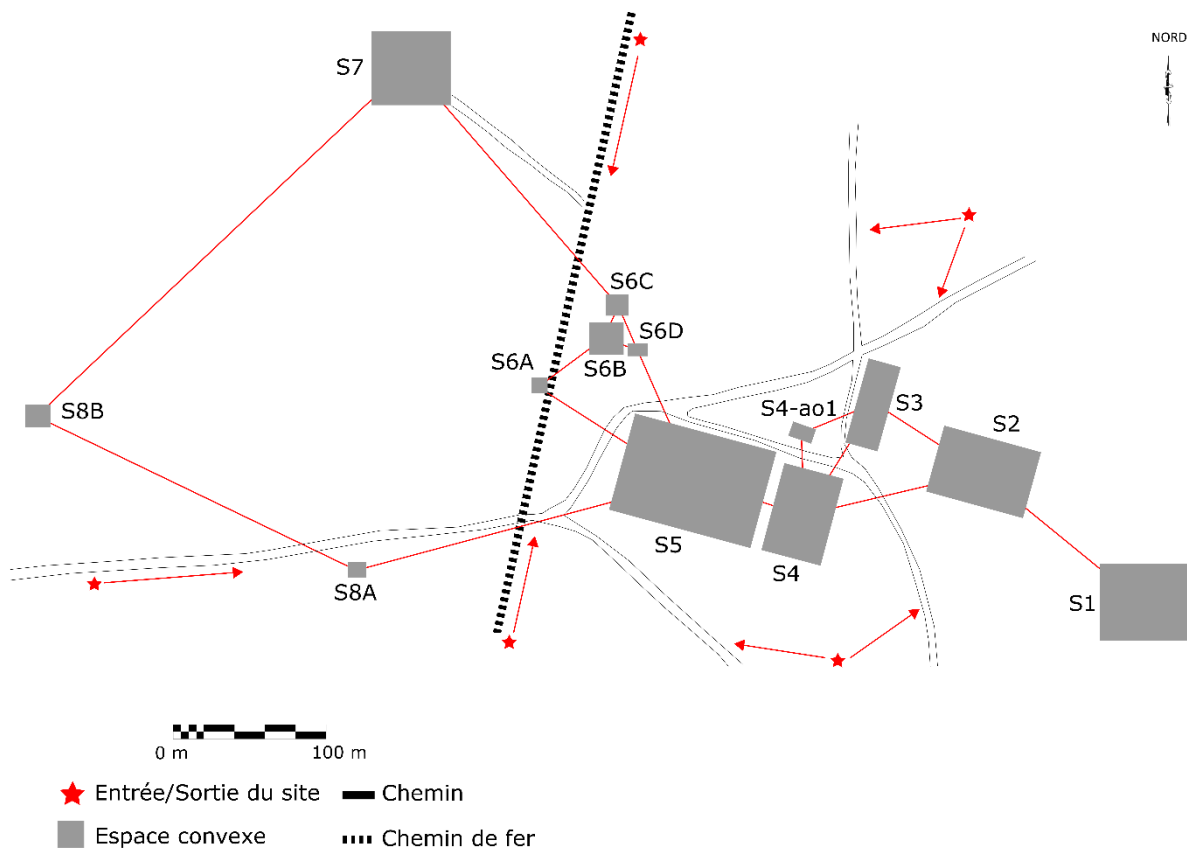 NORD
S7
S6C
S6D
S6B
S6A
S4-ao1
S3
S2
S8B
S5
S4
S8A
S1
0 m 100 m
Entrée/Sortie du site
Chemin
Espace convexe
Chemin de fer